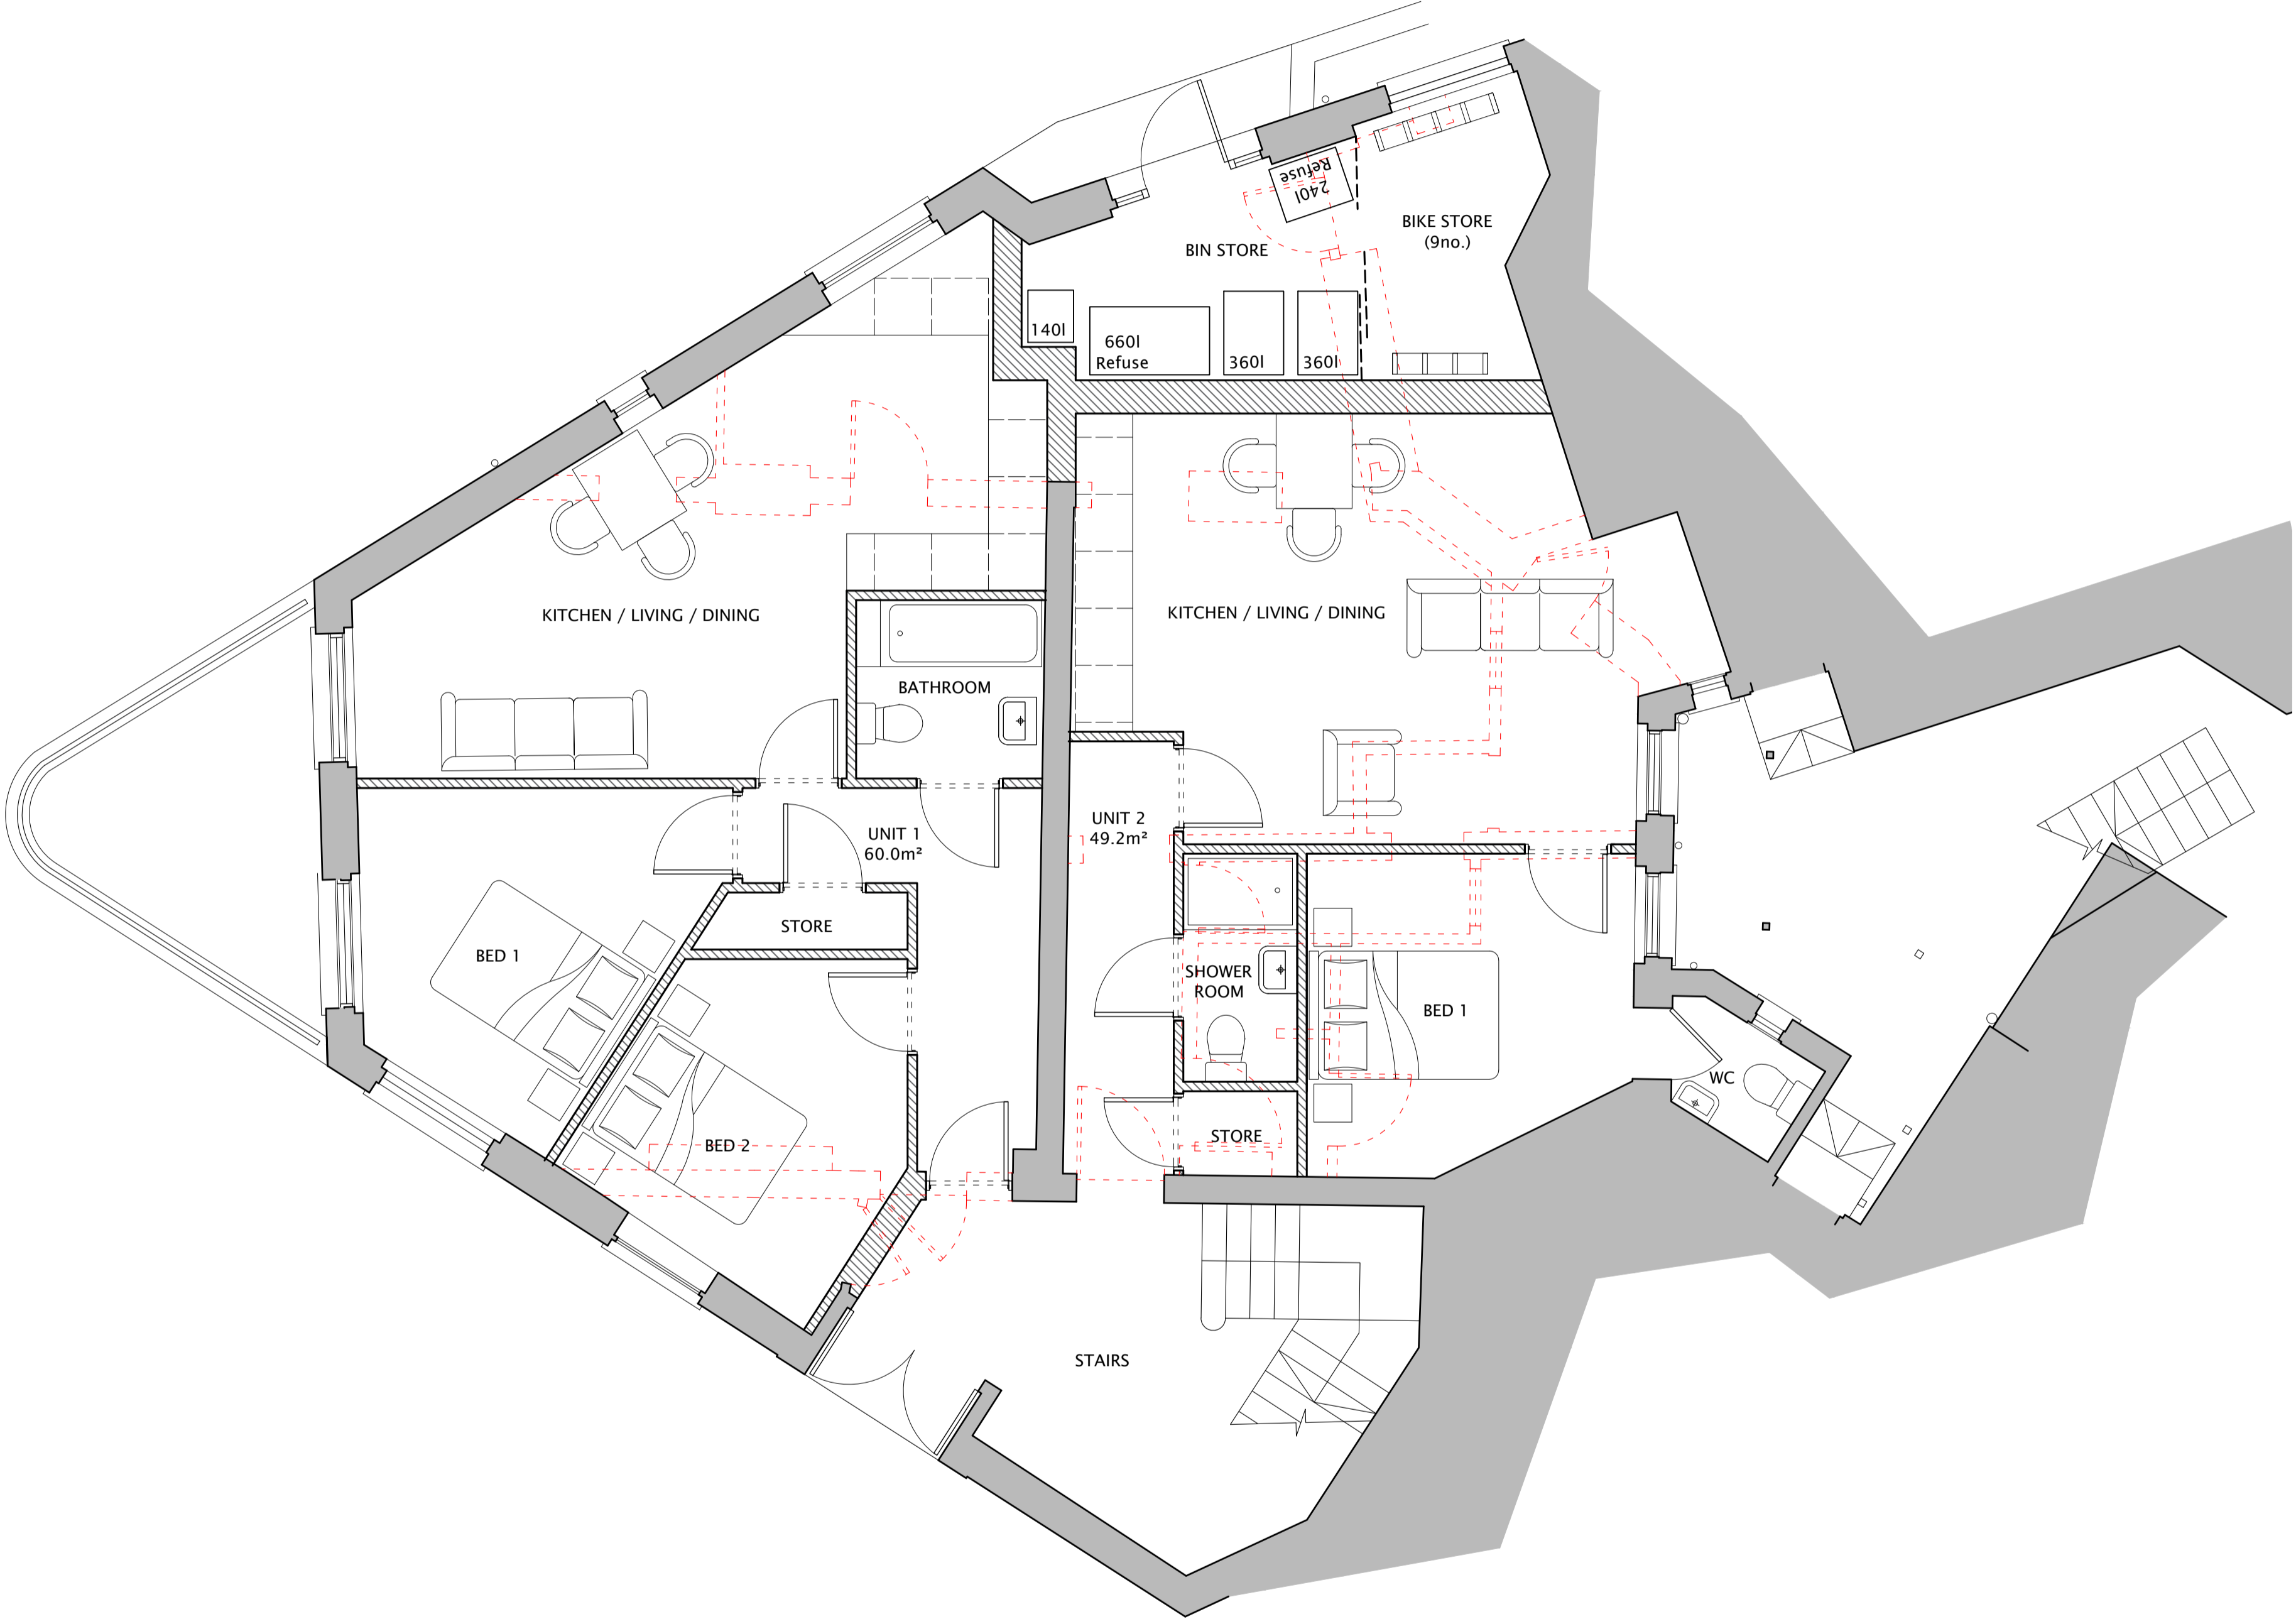 240l
Refuse
BIKE STORE
(9no.)
BIN STORE
140l
660l
Refuse
360l
360l
KITCHEN / LIVING / DINING
KITCHEN / LIVING / DINING
BATHROOM
UNIT 1
60.0m²
UNIT 2
49.2m²
STORE
BED 1
SHOWER
ROOM
BED 1
WC
BED 2
STORE
STAIRS